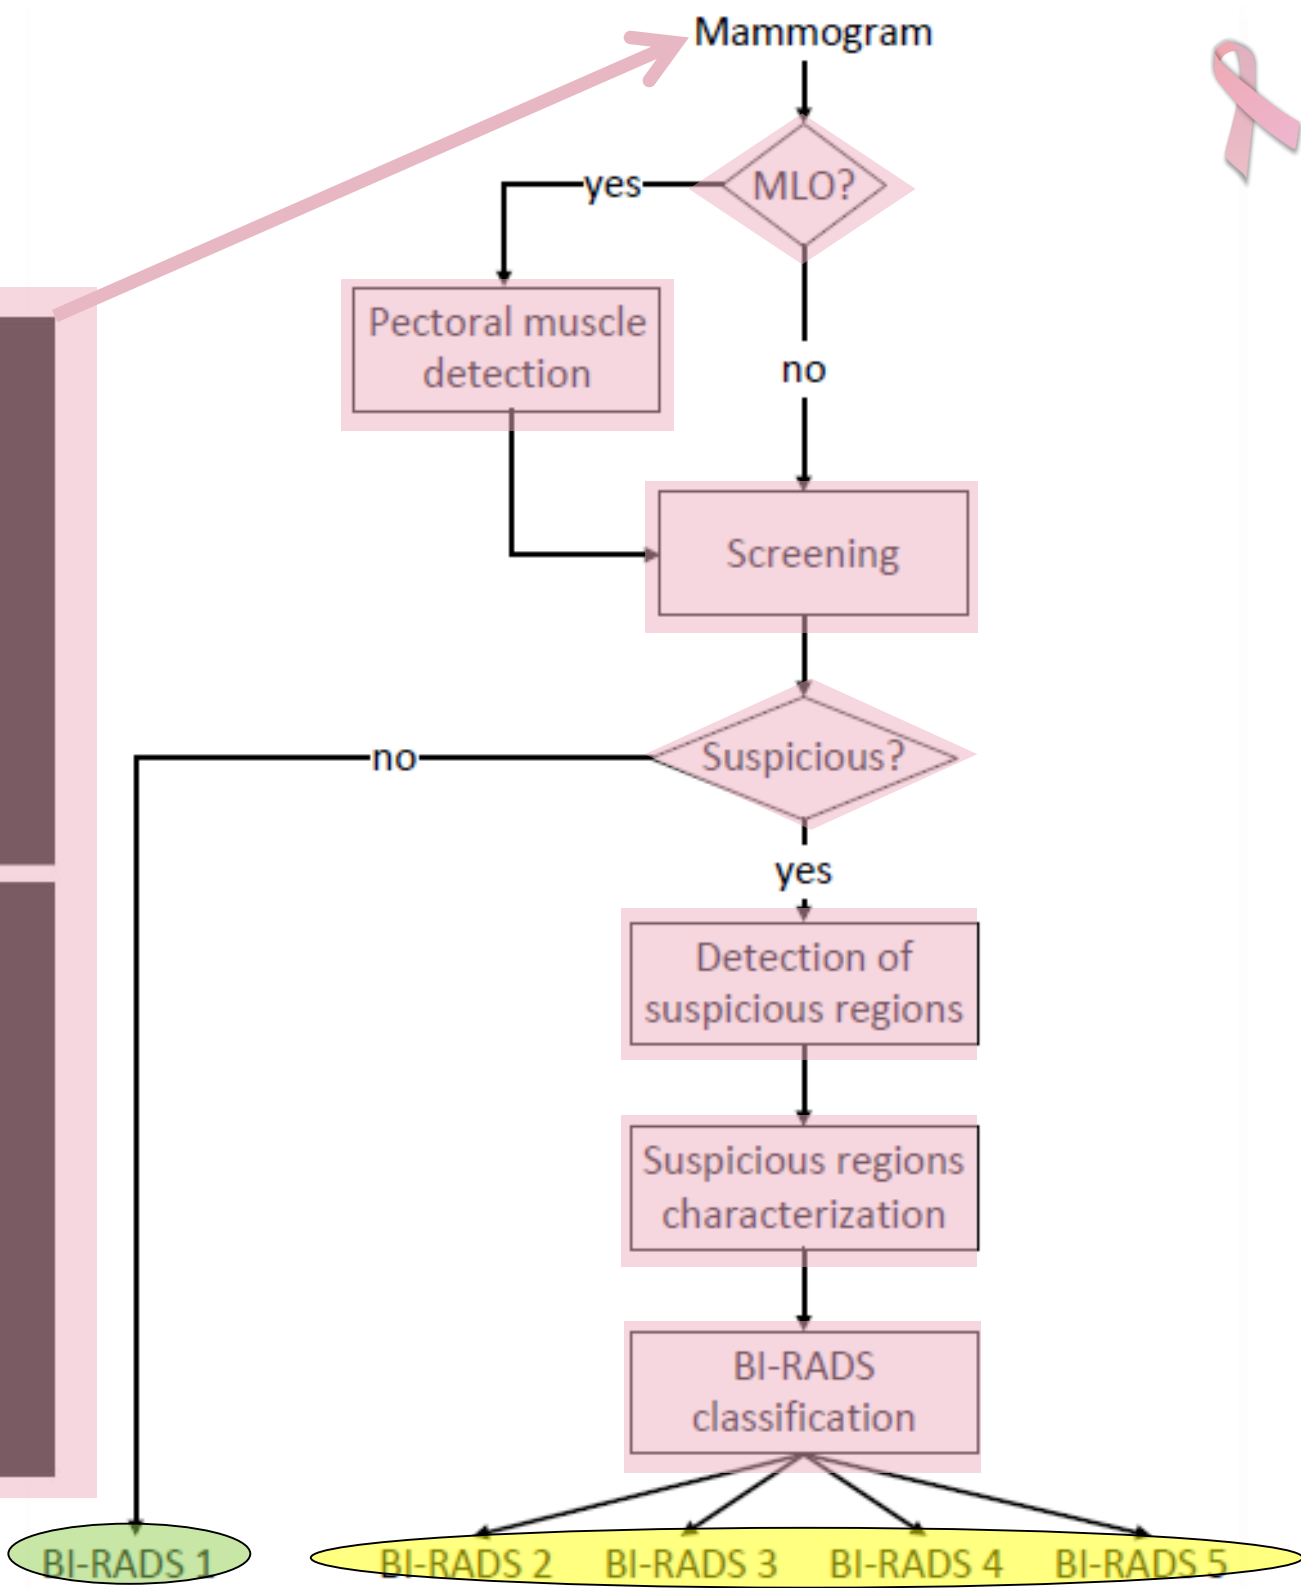 Mammogram
MLO?
yes
Pectoral muscle
detection
no
Screening
Suspicious?
no
yes
Detection of
suspicious regions
Suspicious regions
characterization
BI-RADS
classification
BI-RADS 1 BI-RADS 2 BI-RADS 3 BI-RADS 4 BI-RADS 5